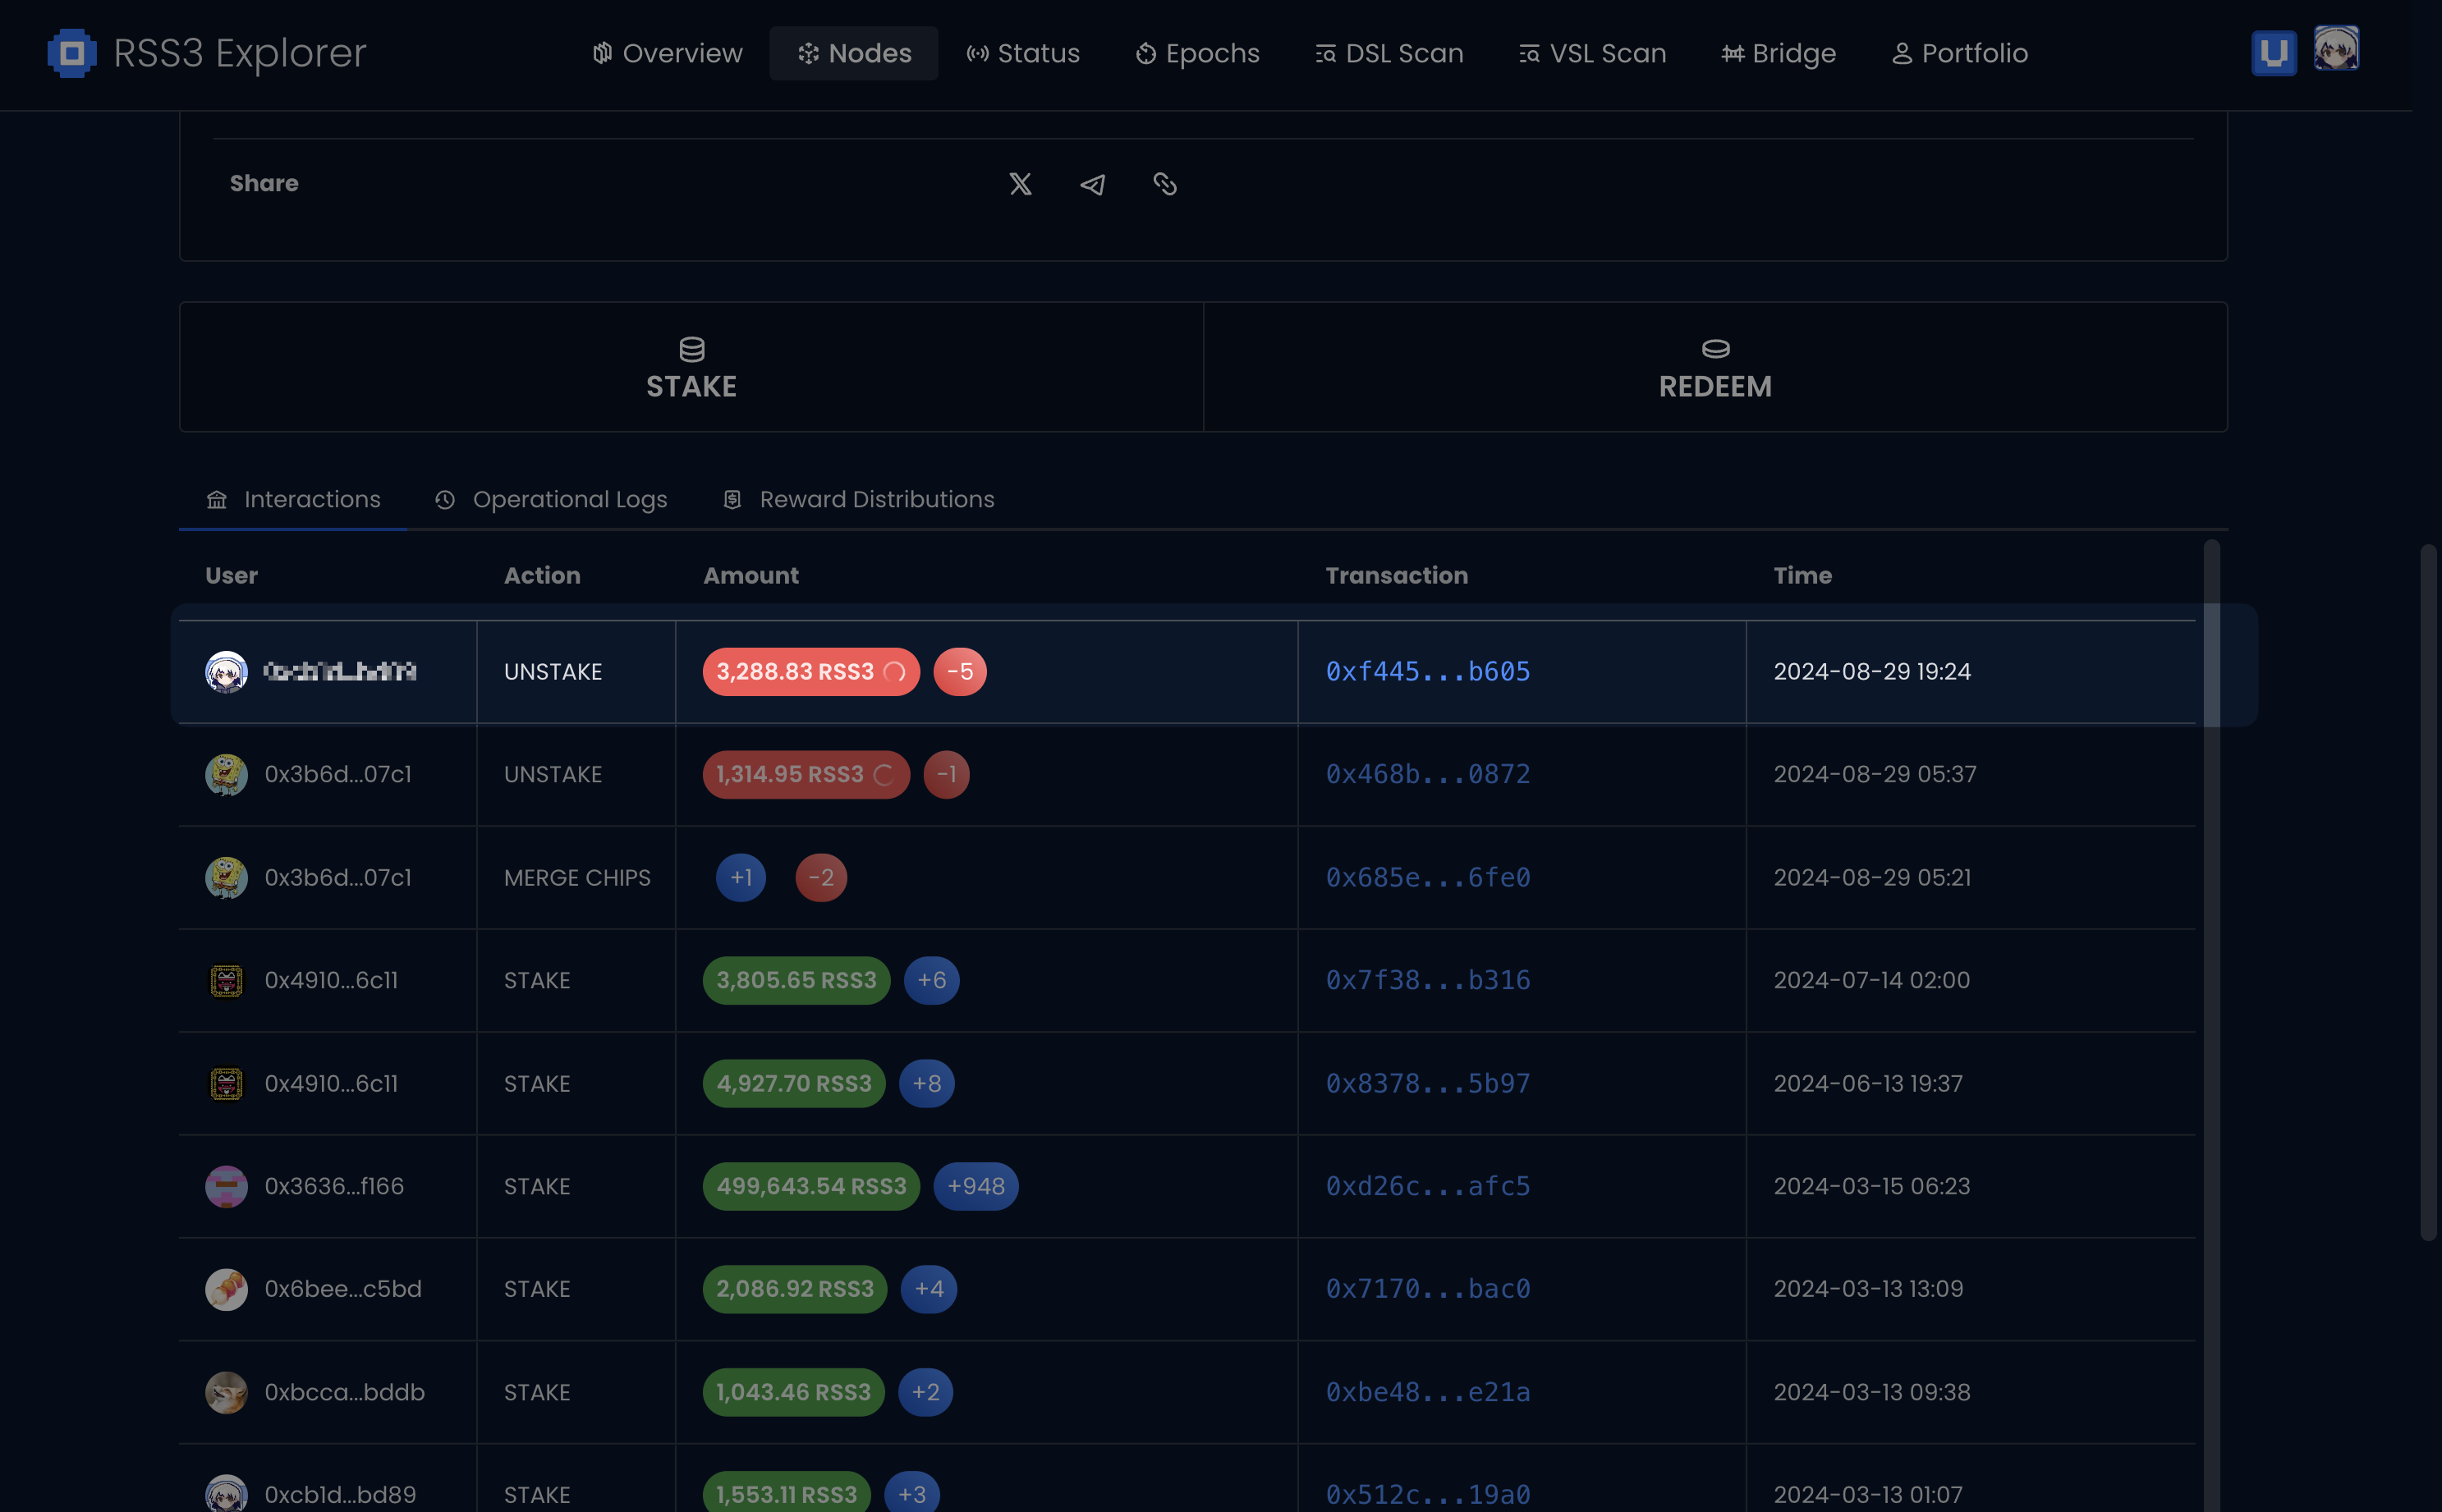 RSS3 Explorer Overview Nodes Status Epochs DSL Scan VSL Scan Bridge Portfolio
Share
STAKE REDEEM
Interactions Operational Logs Reward Distributions
User Action Amount Transaction Time
UNSTAKE 3,288.83 RSS3 -5 0xf445...b605 2024-08-29 19:24
0x3b6d...07c1 UNSTAKE 1,314.95 RSS3 -1 0x468b...0872 2024-08-29 05:37
0x3b6d...07c1 MERGE CHIPS +1 -2 0x685e...6fe0 2024-08-29 05:21
0x4910...6c11 STAKE 3,805.65 RSS3 +6 0x7f38...b316 2024-07-14 02:00
0x4910...6c11 STAKE 4,927.70 RSS3 +8 0x8378...5b97 2024-06-13 19:37
0x3636...f166 STAKE 499,643.54 RSS3 +948 0xd26c...afc5 2024-03-15 06:23
0x6bee...c5bd STAKE 2,086.92 RSS3 +4 0x7170...bac0 2024-03-13 13:09
0xbcca...bddb STAKE 1,043.46 RSS3 +2 0xbe48...e21a 2024-03-13 09:38
0xcb1d...bd89 STAKE 1,553.11 RSS3 +3 0x512c...19a0 2024-03-13 01:07